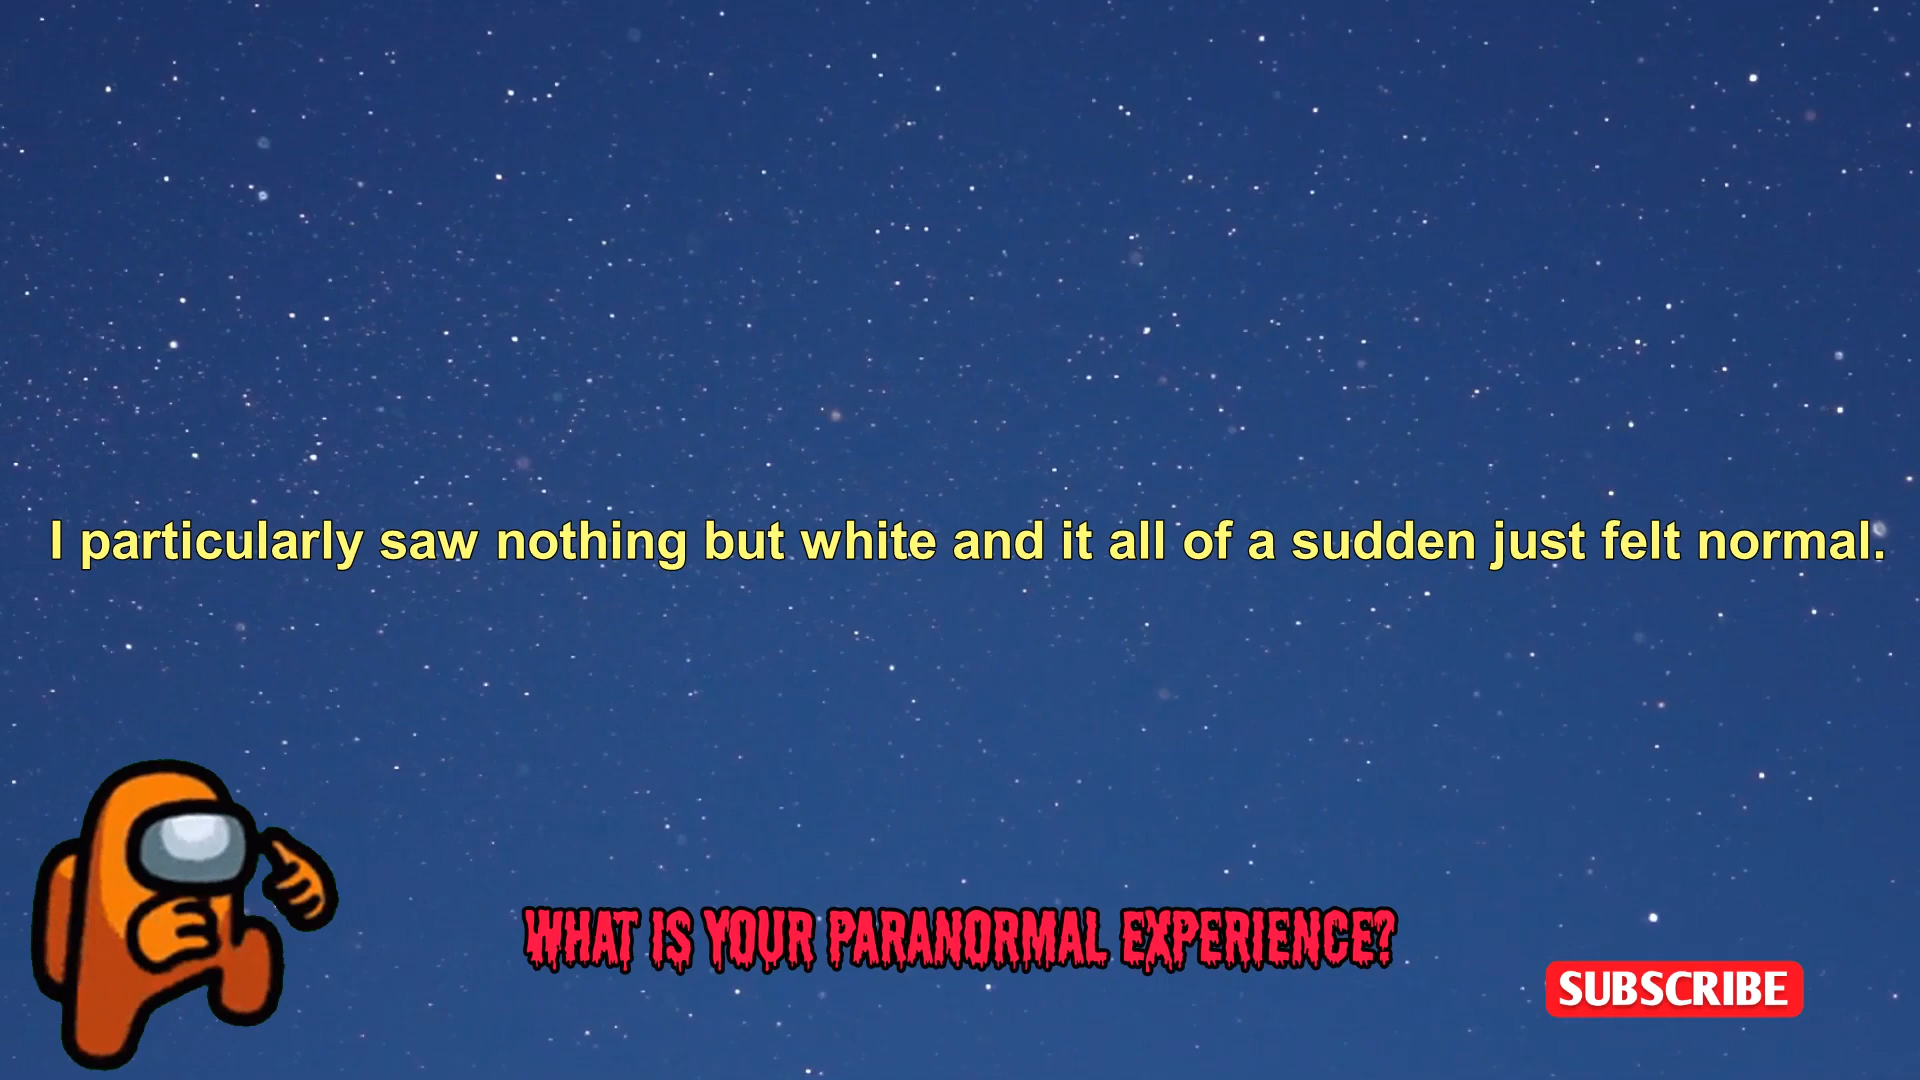 I particularly saw nothing but white and it all of a sudden just felt normal.
WHAT IS YOUR PARANORMAL EXPERIENCE?
SUBSCRIBE